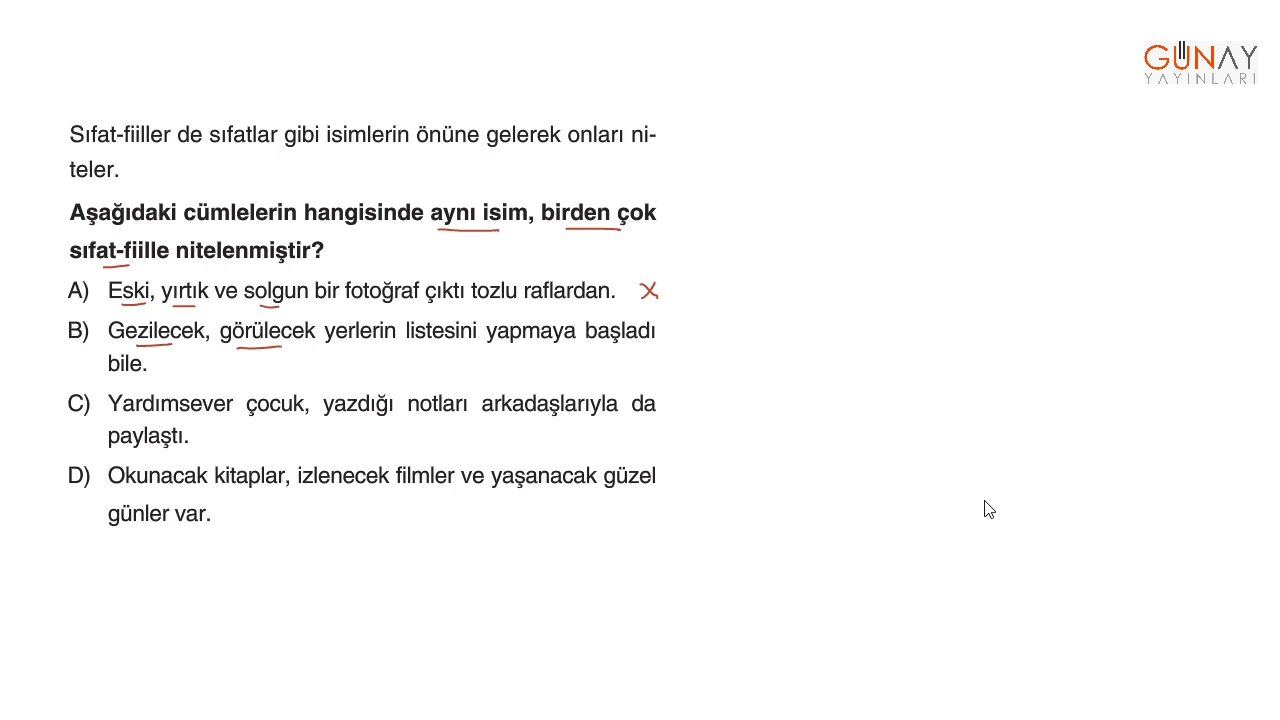 GÜNAY
YAYINLARI
Sıfat-fiiller de sıfatlar gibi isimlerin önüne gelerek onları ni-
teler.
Aşağıdaki cümlelerin hangisinde aynı isim, birden çok
sıfat-fiille nitelenmiştir?
A) Eski, yırtık ve solgun bir fotoğraf çıktı tozlu raflardan. X
B) Gezilecek, görülecek yerlerin listesini yapmaya başladı
bile.
C) Yardımsever çocuk, yazdığı notları arkadaşlarıyla da
paylaştı.
D) Okunacak kitaplar, izlenecek filmler ve yaşanacak güzel
günler var.